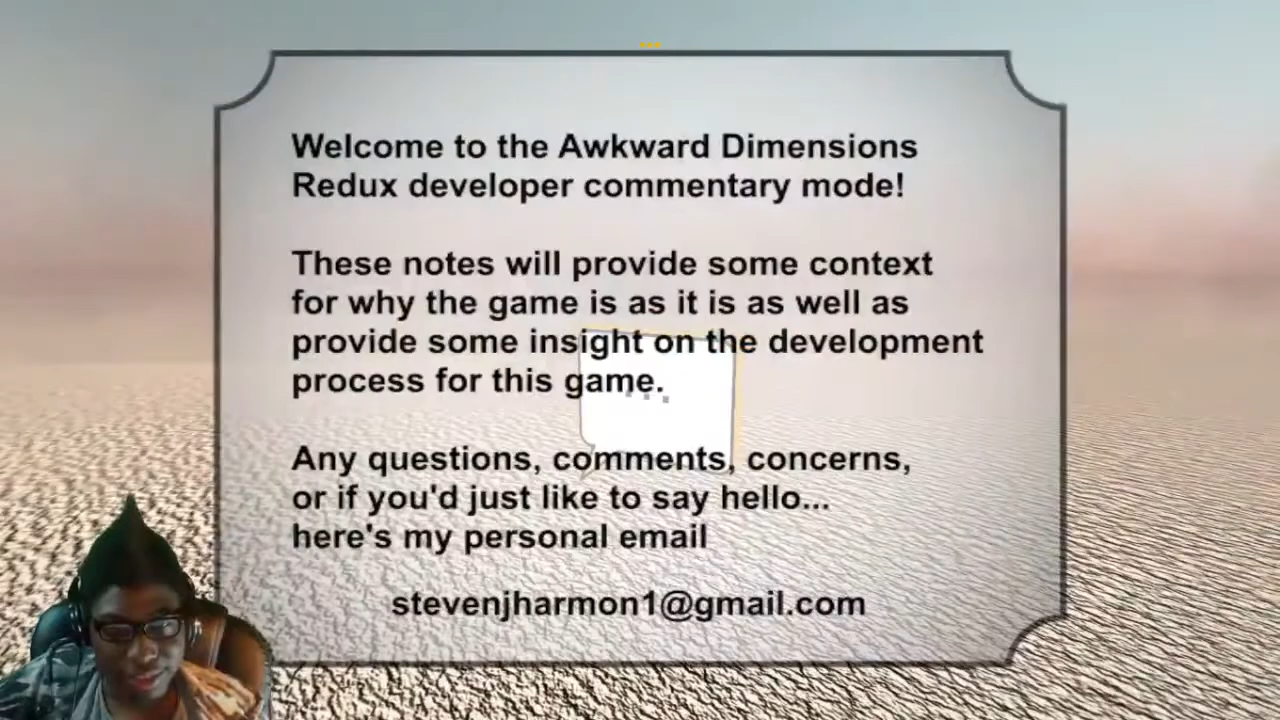 Welcome to the Awkward Dimensions
Redux developer commentary mode!
These notes will provide some context
for why the game is as it is as well as
provide some insight on the development
process for this game.
Any questions, comments, concerns,
or if you'd just like to say hello...
here's my personal email
stevenjharmon1@gmail.com